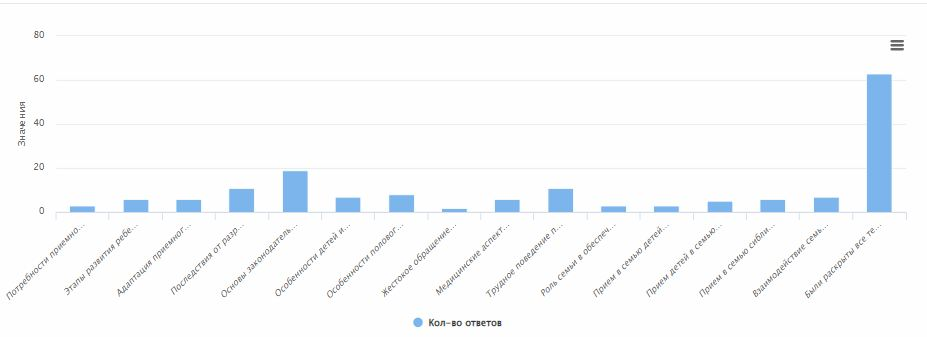 80
60
40
20
0
Значения
Потребности приемно...
Этапы развития ребе...
Адаптация приемног...
Последствия от разр...
Основы законодатель...
Особенности детей и...
Особенности полового...
Жестокое обращение...
Медицинские аспект...
Трудное поведение п...
Роль семьи в обеспеч...
Прием в семью детей...
Прием детей в семью...
Прием в семью сибли...
Взаимодействие семь...
Были раскрыты все те...
Кол-во ответов